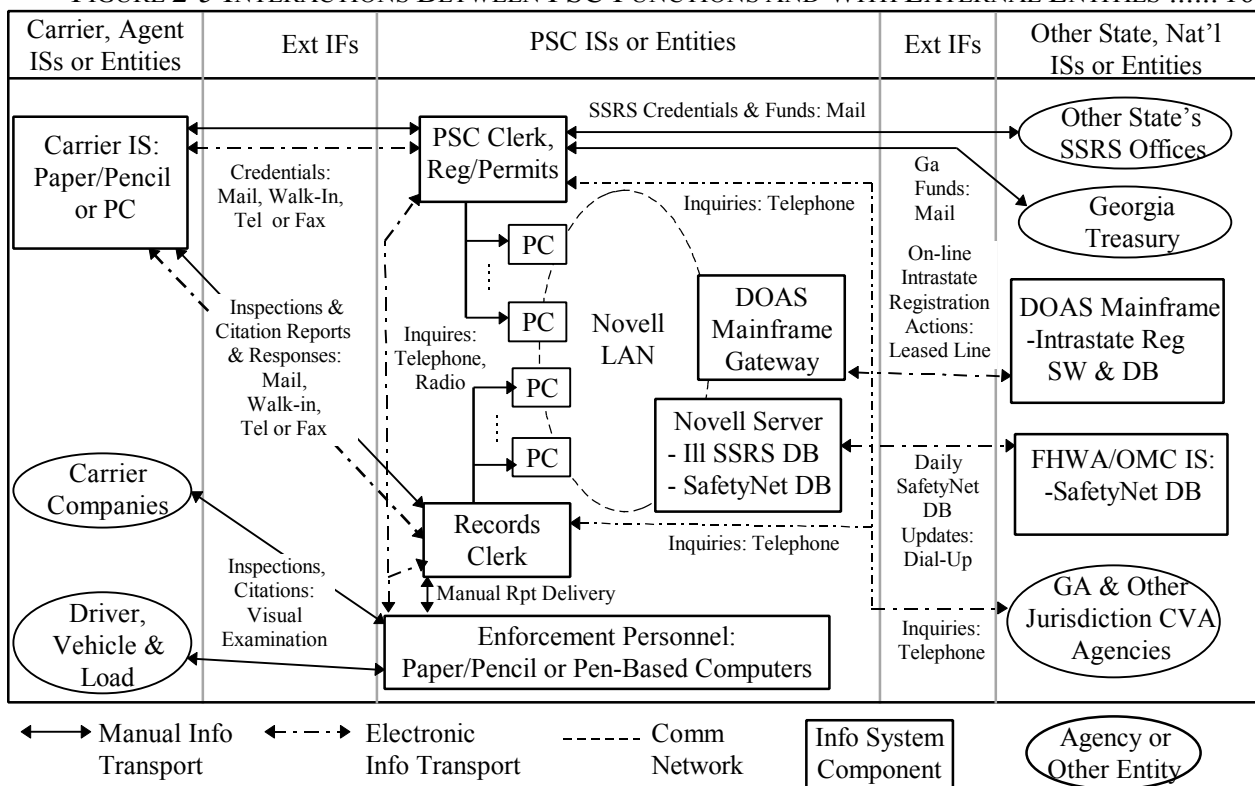 FIGURE 2-3 INTERACTIONS BETWEEN PSC FUNCTIONS AND WITH EXTERNAL ENTITIES ...... 10
Carrier, Agent
ISs or Entities
Ext IFs
PSC ISs or Entities
Ext IFs
Other State, Nat'l
ISs or Entities
Carrier IS:
Paper/Pencil
or PC
Credentials:
Mail, Walk-In,
Tel or Fax
PSC Clerk,
Reg/Permits
SSRS Credentials & Funds: Mail
Other State's
SSRS Offices
Ga
Funds:
Mail
Inquiries: Telephone
Georgia
Treasury
PC
PC
Novell
LAN
DOAS
Mainframe
Gateway
On-line
Intrastate
Registration
Actions:
Leased Line
DOAS Mainframe
-Intrastate Reg
SW & DB
Inspections &
Citation Reports
& Responses:
Mail,
Walk-in,
Tel or Fax
Inquires:
Telephone,
Radio
PC
PC
Novell Server
- Ill SSRS DB
- SafetyNet DB
Daily
SafetyNet
DB
Updates:
Dial-Up
FHWA/OMC IS:
-SafetyNet DB
Carrier
Companies
Records
Clerk
Inquiries: Telephone
Inspections,
Citations:
Visual
Examination
Manual Rpt Delivery
Driver,
Vehicle &
Load
Enforcement Personnel:
Paper/Pencil or Pen-Based Computers
Inquiries:
Telephone
GA & Other
Jurisdiction CVA
Agencies
Manual Info
Transport
Electronic
Info Transport
Comm
Network
Info System
Component
Agency or
Other Entity